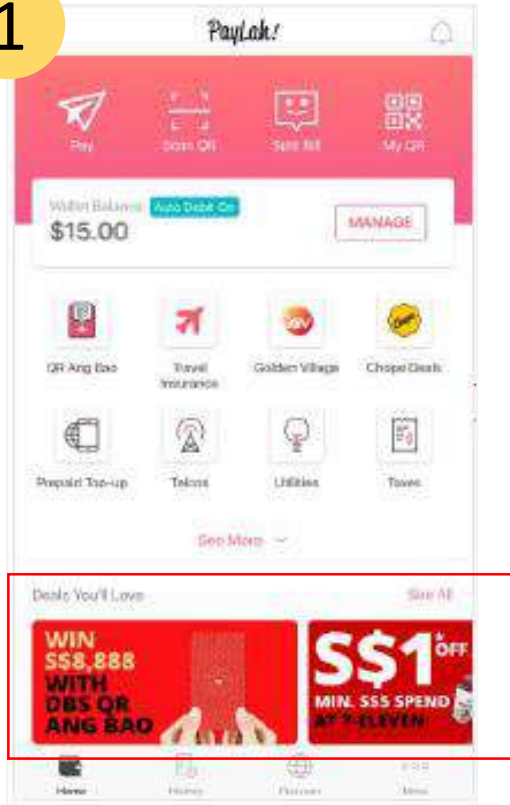 1
PayLah!
Pay Scan QR Split Bill My QR
Wallet Balance Auto Debit On
$15.00 MANAGE
QR Ang Bao Travel Insurance Golden Village Chope Deals
Prepaid Top-up Telcos Utilities Taxes
See More
Deals You'll Love See All
WIN
S$8,888
WITH
DBS QR
ANG BAO
S$1* OFF
MIN. S$5 SPEND
AT 7-ELEVEN
Home History Discover More